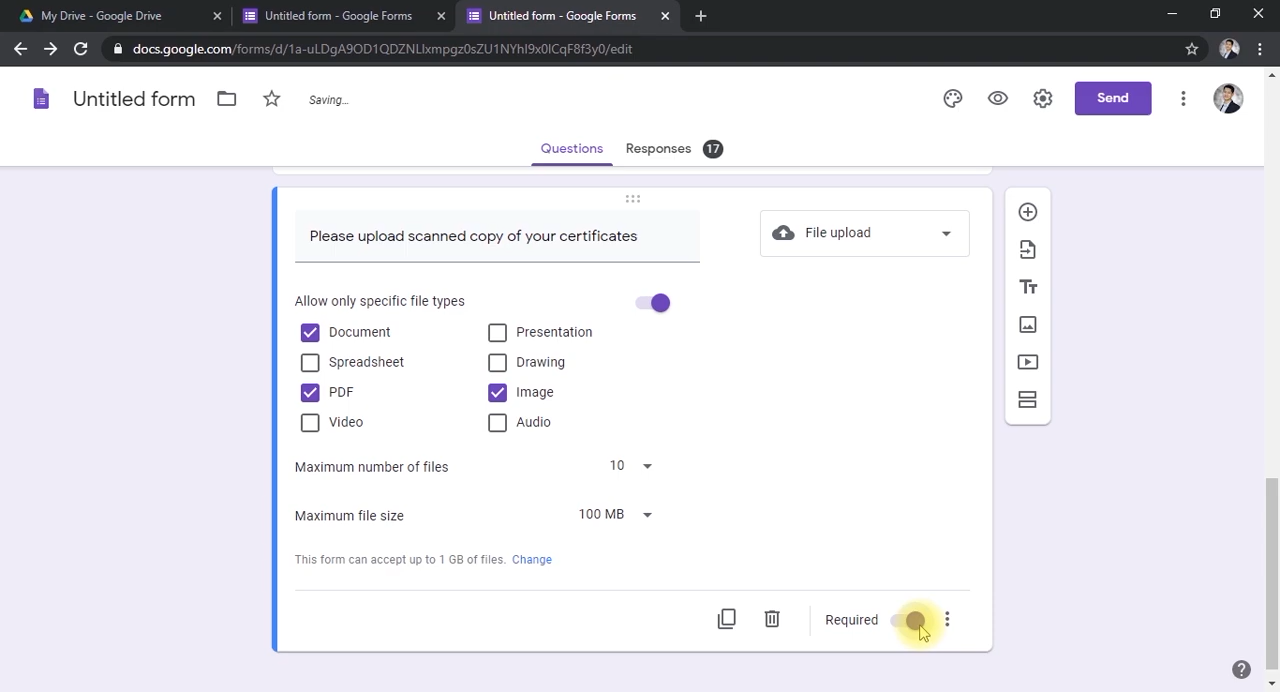 My Drive - Google Drive
Untitled form - Google Forms
Untitled form - Google Forms
docs.google.com/forms/d/1a-uLDgA9OD1QDZNLlxmpgz0sZU1NYhl9x0lCqF8f3y0/edit
Untitled form
Saving...
Send
Questions
Responses 17
Please upload scanned copy of your certificates
File upload
Allow only specific file types
Document
Presentation
Spreadsheet
Drawing
PDF
Image
Video
Audio
Maximum number of files 10
Maximum file size 100 MB
This form can accept up to 1 GB of files. Change
Required